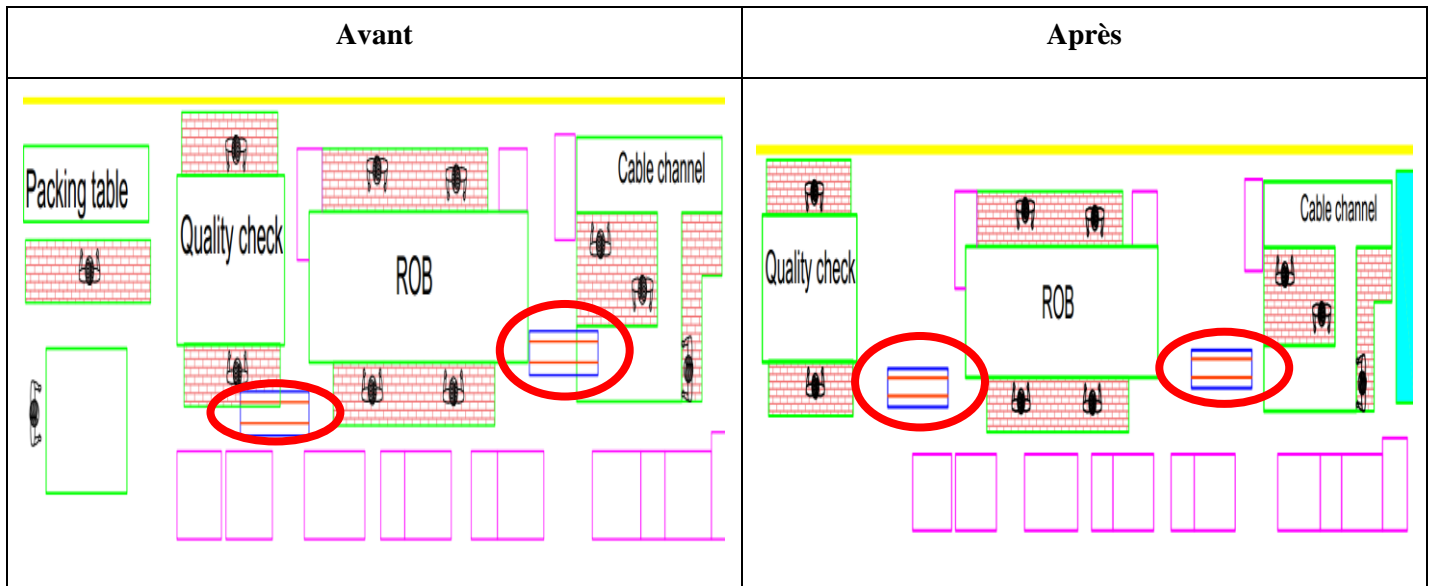 Avant
Après
Packing table
Quality check
ROB
Cable channel
Quality check
ROB
Cable channel